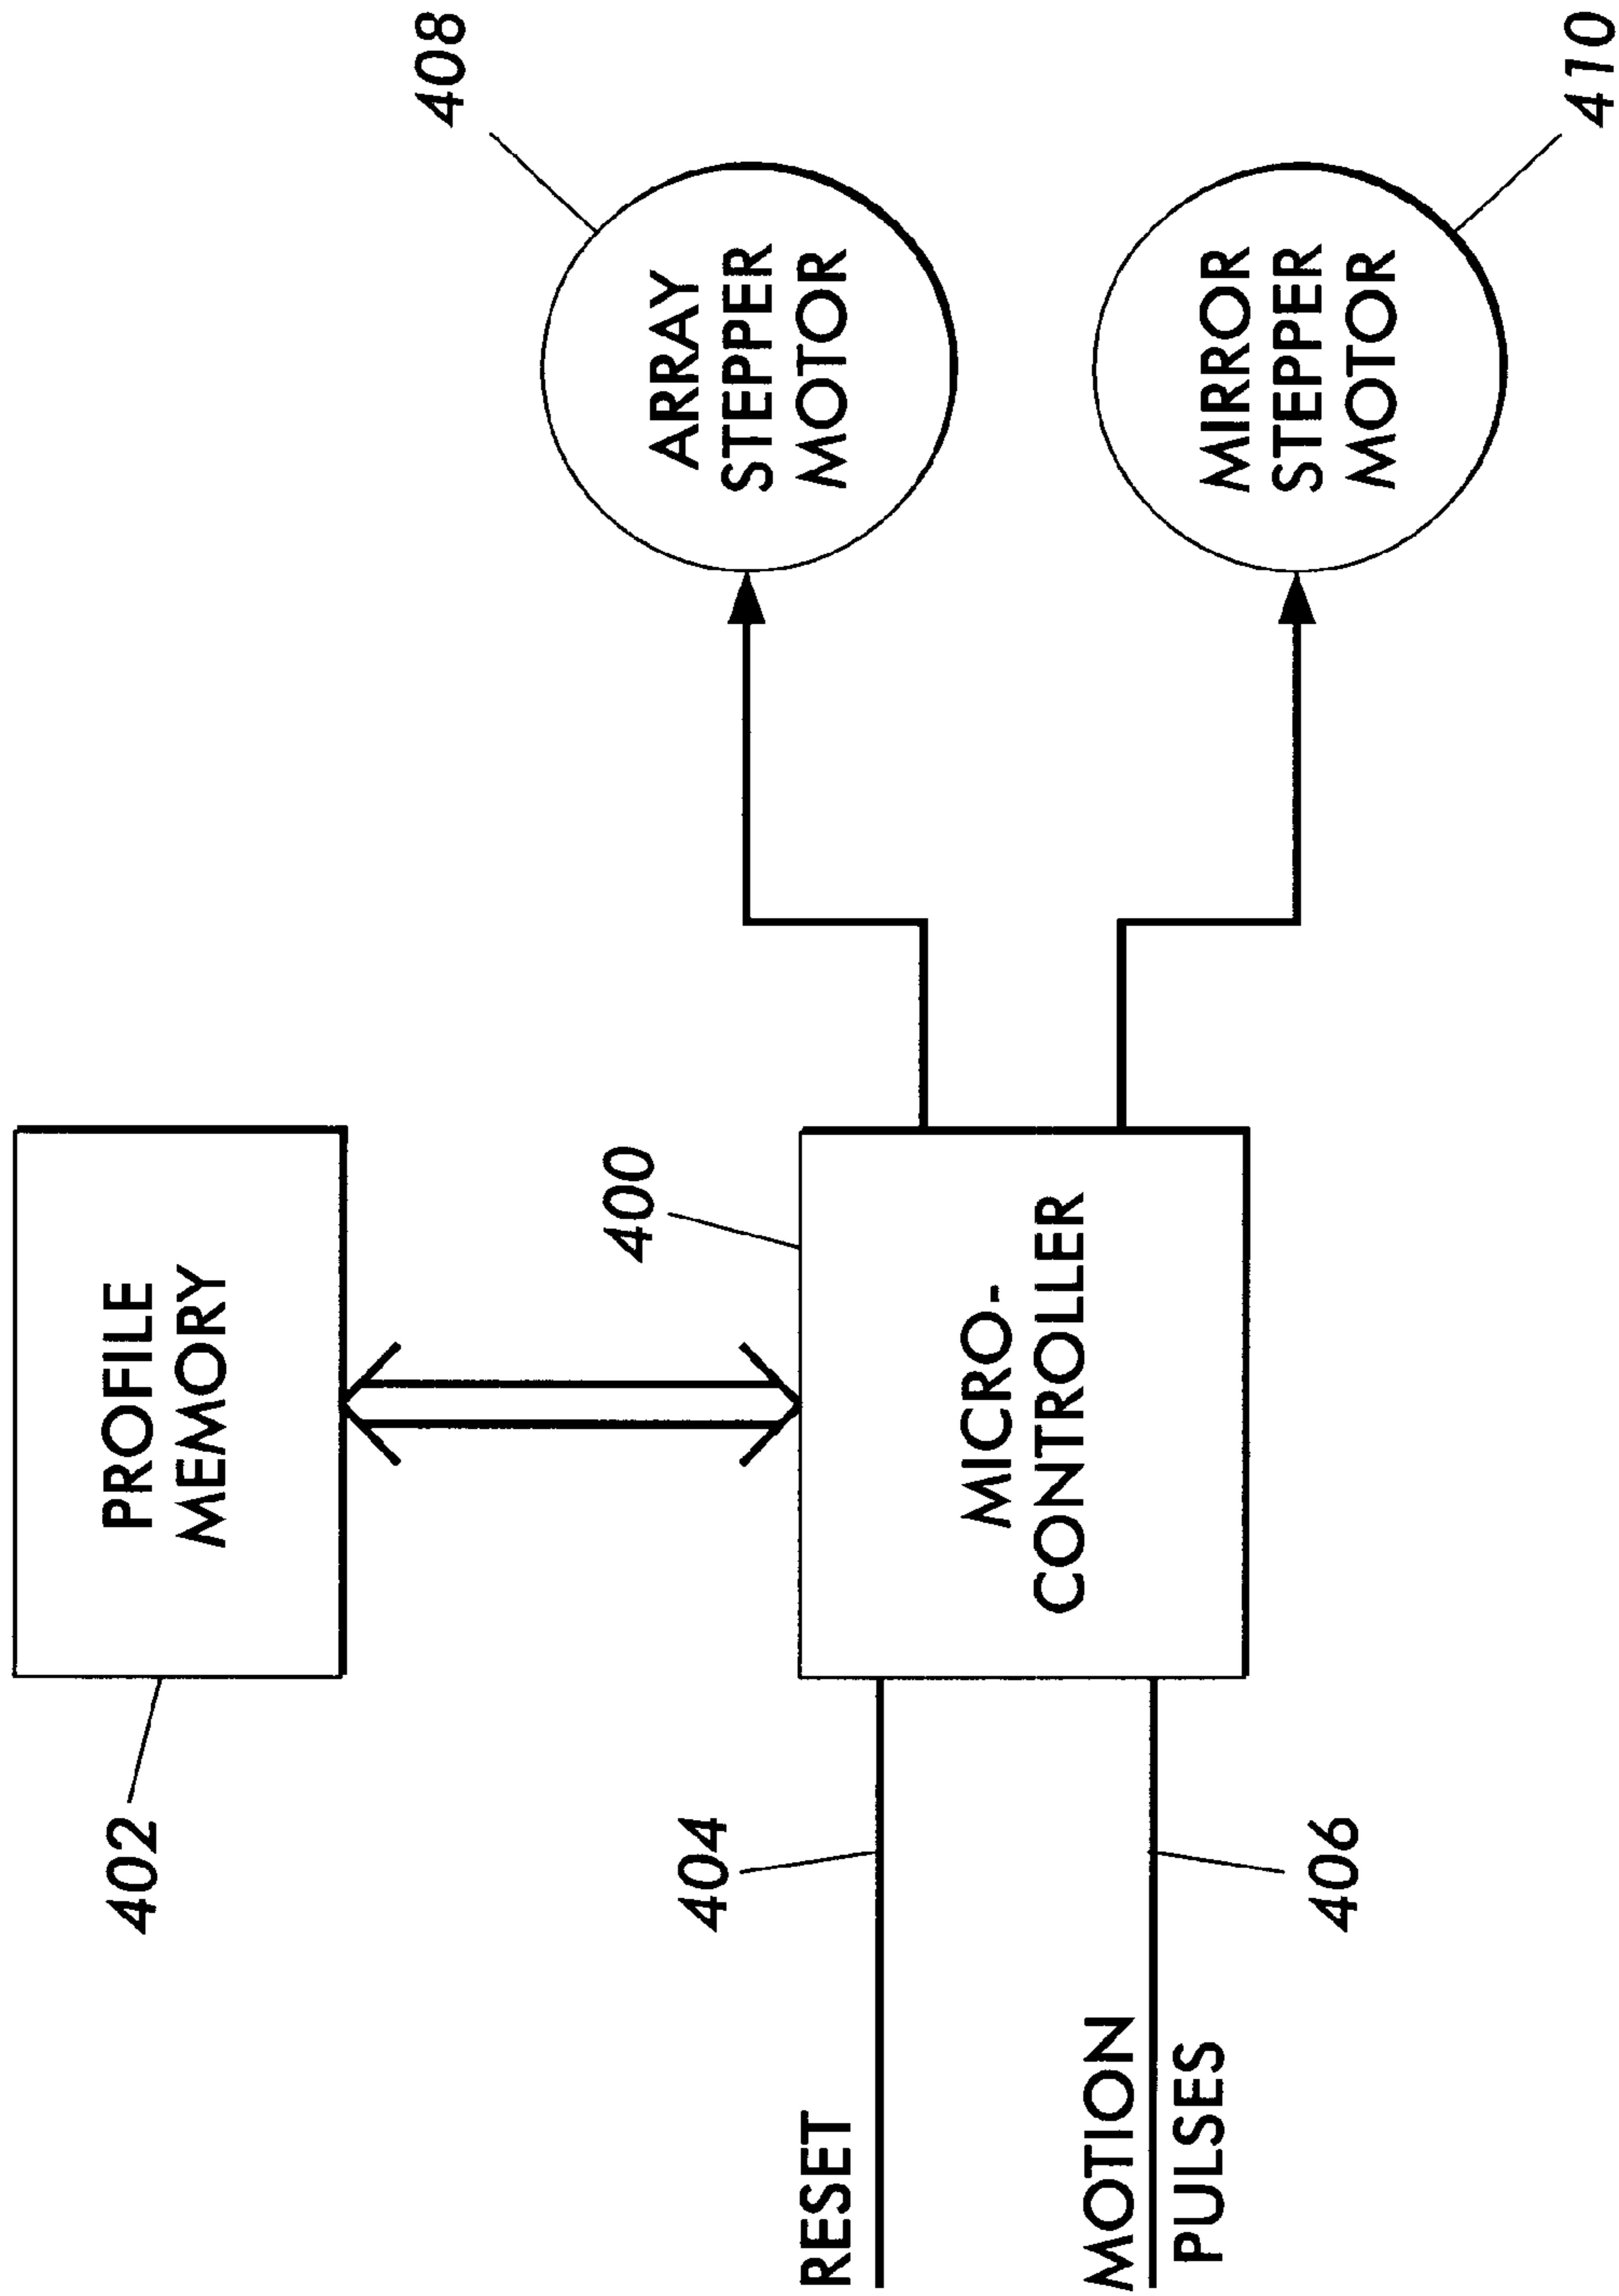 402
PROFILE
MEMORY
408
400
404
RESET
MICRO-
CONTROLLER
ARRAY
STEPPER
MOTOR
MOTION
PULSES
406
MIRROR
STEPPER
MOTOR
410